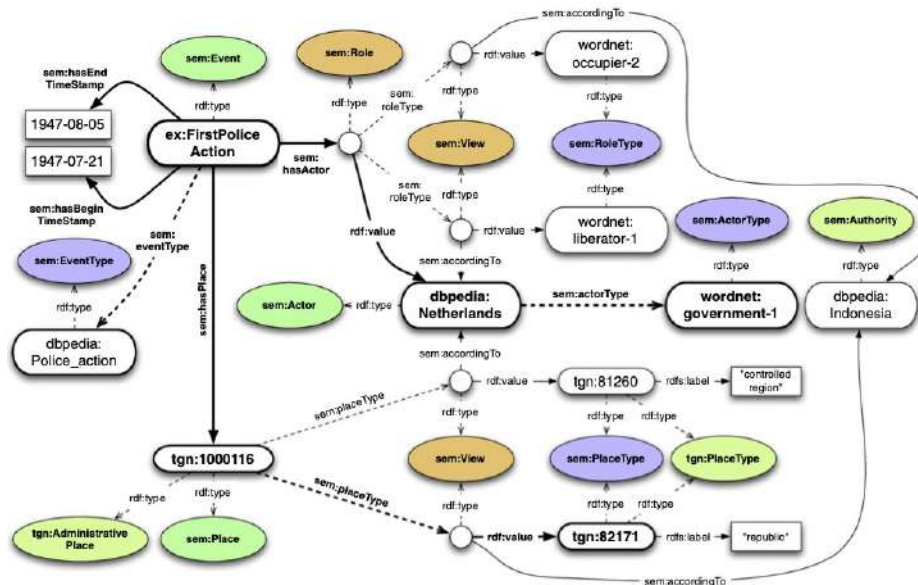 sem:accordingTo
sem:Event
sem:Role
rdf:value
wordnet:
occupier-2
sem:hasEnd
TimeStamp
rdf:type
rdf:type
sem:
roleType
rdf:type
rdf:type
1947-08-05
ex:FirstPolice
Action
sem:
hasActor
sem:View
sem:RoleType
1947-07-21
sem:
roleType
rdf:type
rdf:type
sem:hasBegin
TimeStamp
sem:
eventType
rdf:value
rdf:value
wordnet:
liberator-1
sem:ActorType
sem:Authority
sem:EventType
sem:accordingTo
rdf:type
rdf:type
rdf:type
sem:hasPlace
sem:Actor
rdf:type
dbpedia:
Netherlands
sem:actorType
wordnet:
government-1
dbpedia:
Indonesia
dbpedia:
Police_action
sem:accordingTo
sem:placeType
rdf:value
tgn:81260
rdfs:label
"controlled
region"
rdf:type
rdf:type
rdf:type
tgn:1000116
sem:View
sem:PlaceType
tgn:PlaceType
sem:placeType
rdf:type
rdf:type
rdf:type
rdf:type
rdf:type
tgn:Administrative
Place
sem:Place
rdf:value
tgn:82171
rdfs:label
"republic"
sem:accordingTo